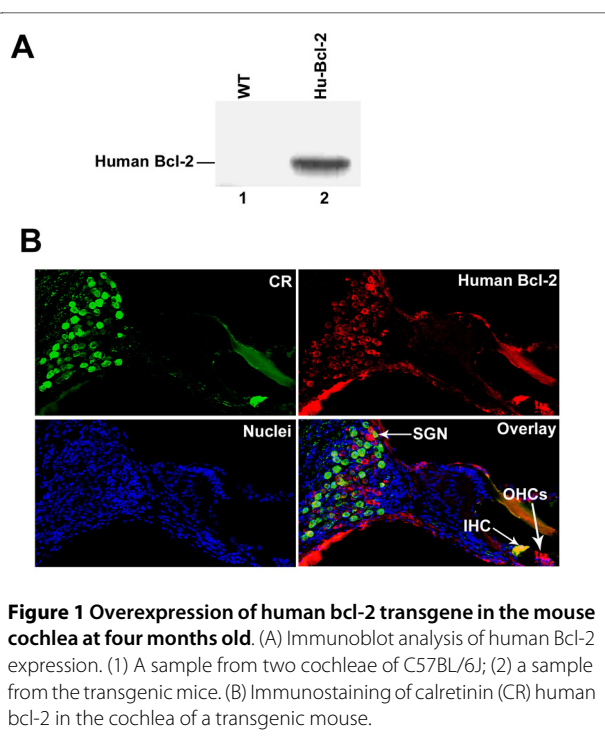 A
WT
Hu-Bcl-2
Human Bcl-2
1 2
B
CR
Human Bcl-2
Nuclei
Overlay
SGN
OHCs
IHC
Figure 1 Overexpression of human bcl-2 transgene in the mouse
cochlea at four months old. (A) Immunoblot analysis of human Bcl-2
expression. (1) A sample from two cochleae of C57BL/6J; (2) a sample
from the transgenic mice. (B) Immunostaining of calretinin (CR) human
bcl-2 in the cochlea of a transgenic mouse.